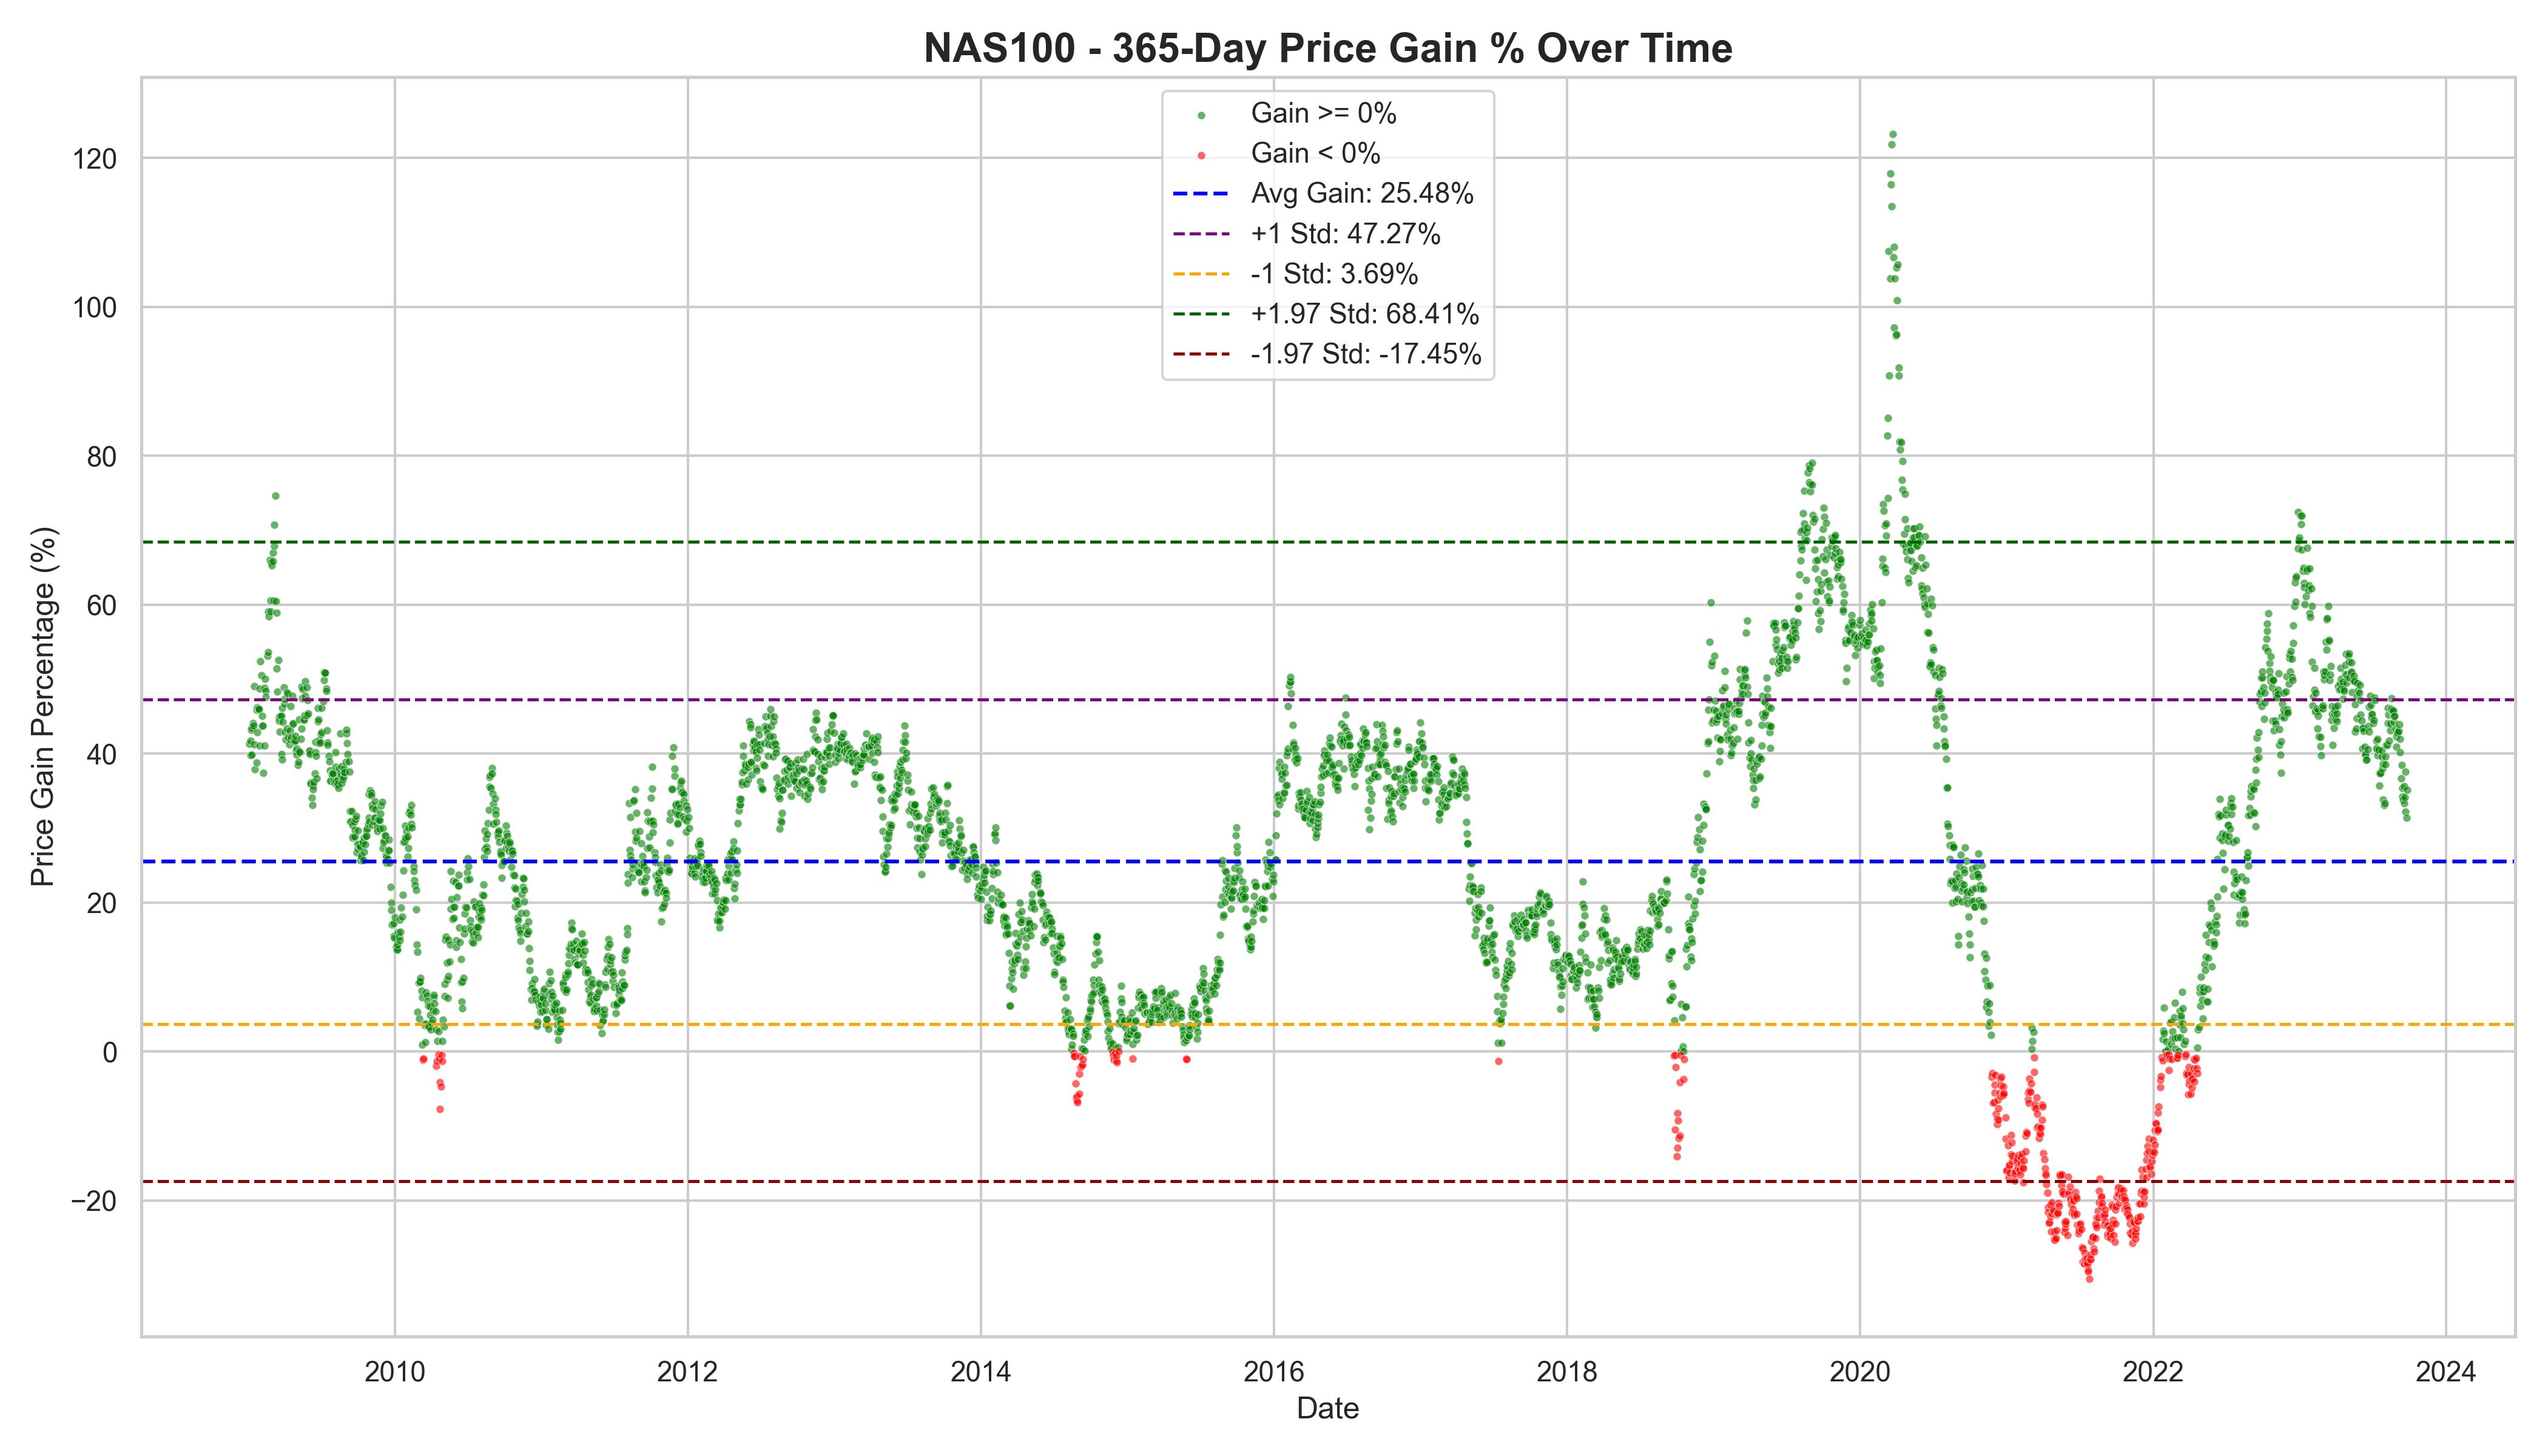 NAS100 - 365-Day Price Gain % Over Time
Gain >= 0%
Gain < 0%
Avg Gain: 25.48%
+1 Std: 47.27%
-1 Std: 3.69%
+1.97 Std: 68.41%
-1.97 Std: -17.45%
Price Gain Percentage (%)
120
100
80
60
40
20
0
−20
2010 2012 2014 2016 2018 2020 2022 2024
Date